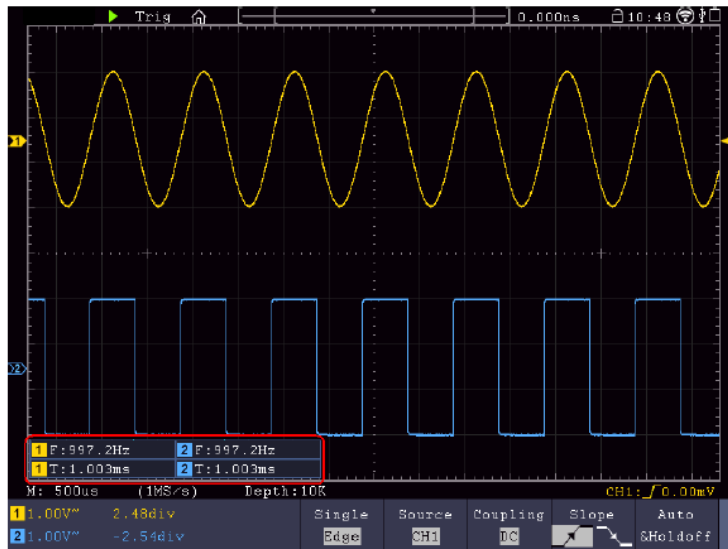 Trig 0.000ns 10:48
1
2
1 F:997.2Hz 2 F:997.2Hz
1 T:1.003ms 2 T:1.003ms
M: 500us (1MS/s) Depth:10K CH1: 0.00mV
1 1.00V~ 2.48div Single Source Coupling Slope Auto
2 1.00V~ -2.54div Edge CH1 DC &Holdoff